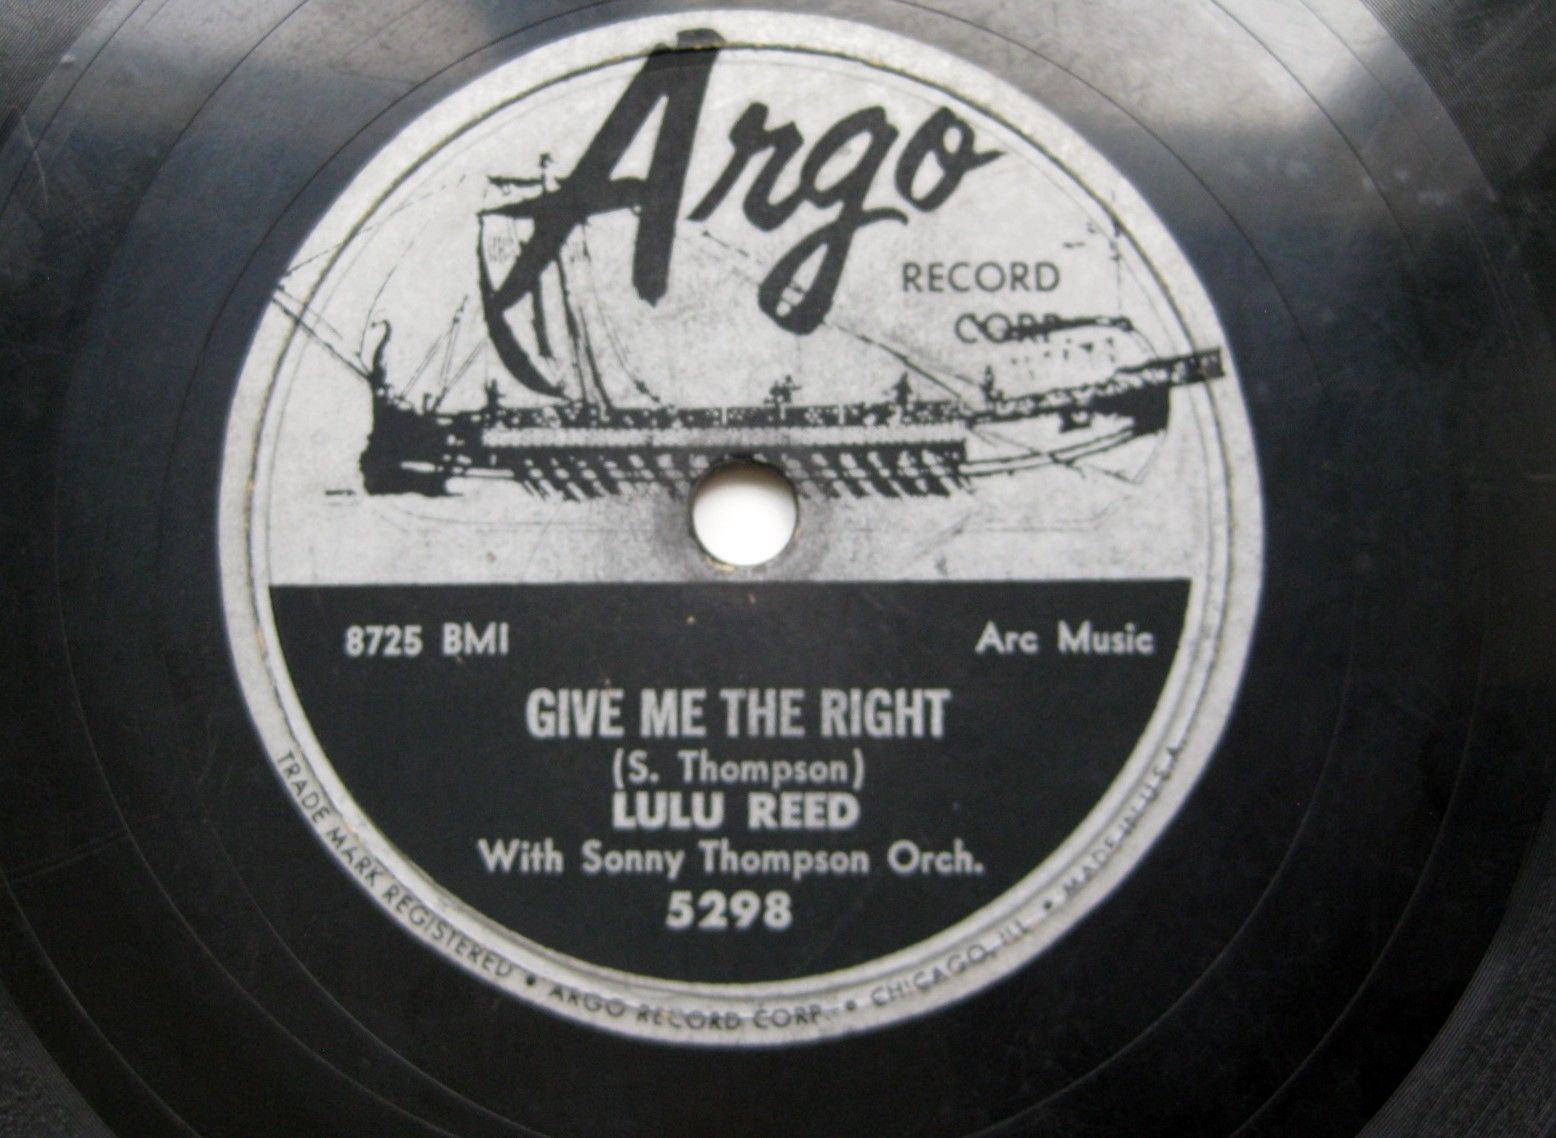 Argo
RECORD
CORP
8725 BMI
Arc Music
GIVE ME THE RIGHT
(S. Thompson)
LULU REED
With Sonny Thompson Orch.
5298
TRADE MARK REGISTERED • ARGO RECORD CORP. • CHICAGO, ILL • MADE IN U.S.A.